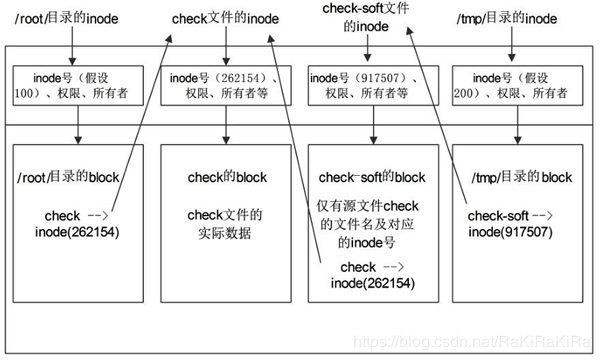 /root/目录的inode
check文件的inode
check-soft文件
的inode
/tmp/目录的inode
inode号（假设
100）、权限、所有者
inode号（262154）、
权限、所有者等
inode号（917507）、
权限、所有者等
inode号（假设
200）、权限、所有者
/root/目录的block
check -->
inode(262154)
check的block
check文件的
实际数据
check-soft的block
仅有源文件check
的文件名及对应
的inode号
check -->
inode(262154)
/tmp/目录的block
check-soft -->
inode(917507)
https://blog.csdn.net/RaKiRaKiRa